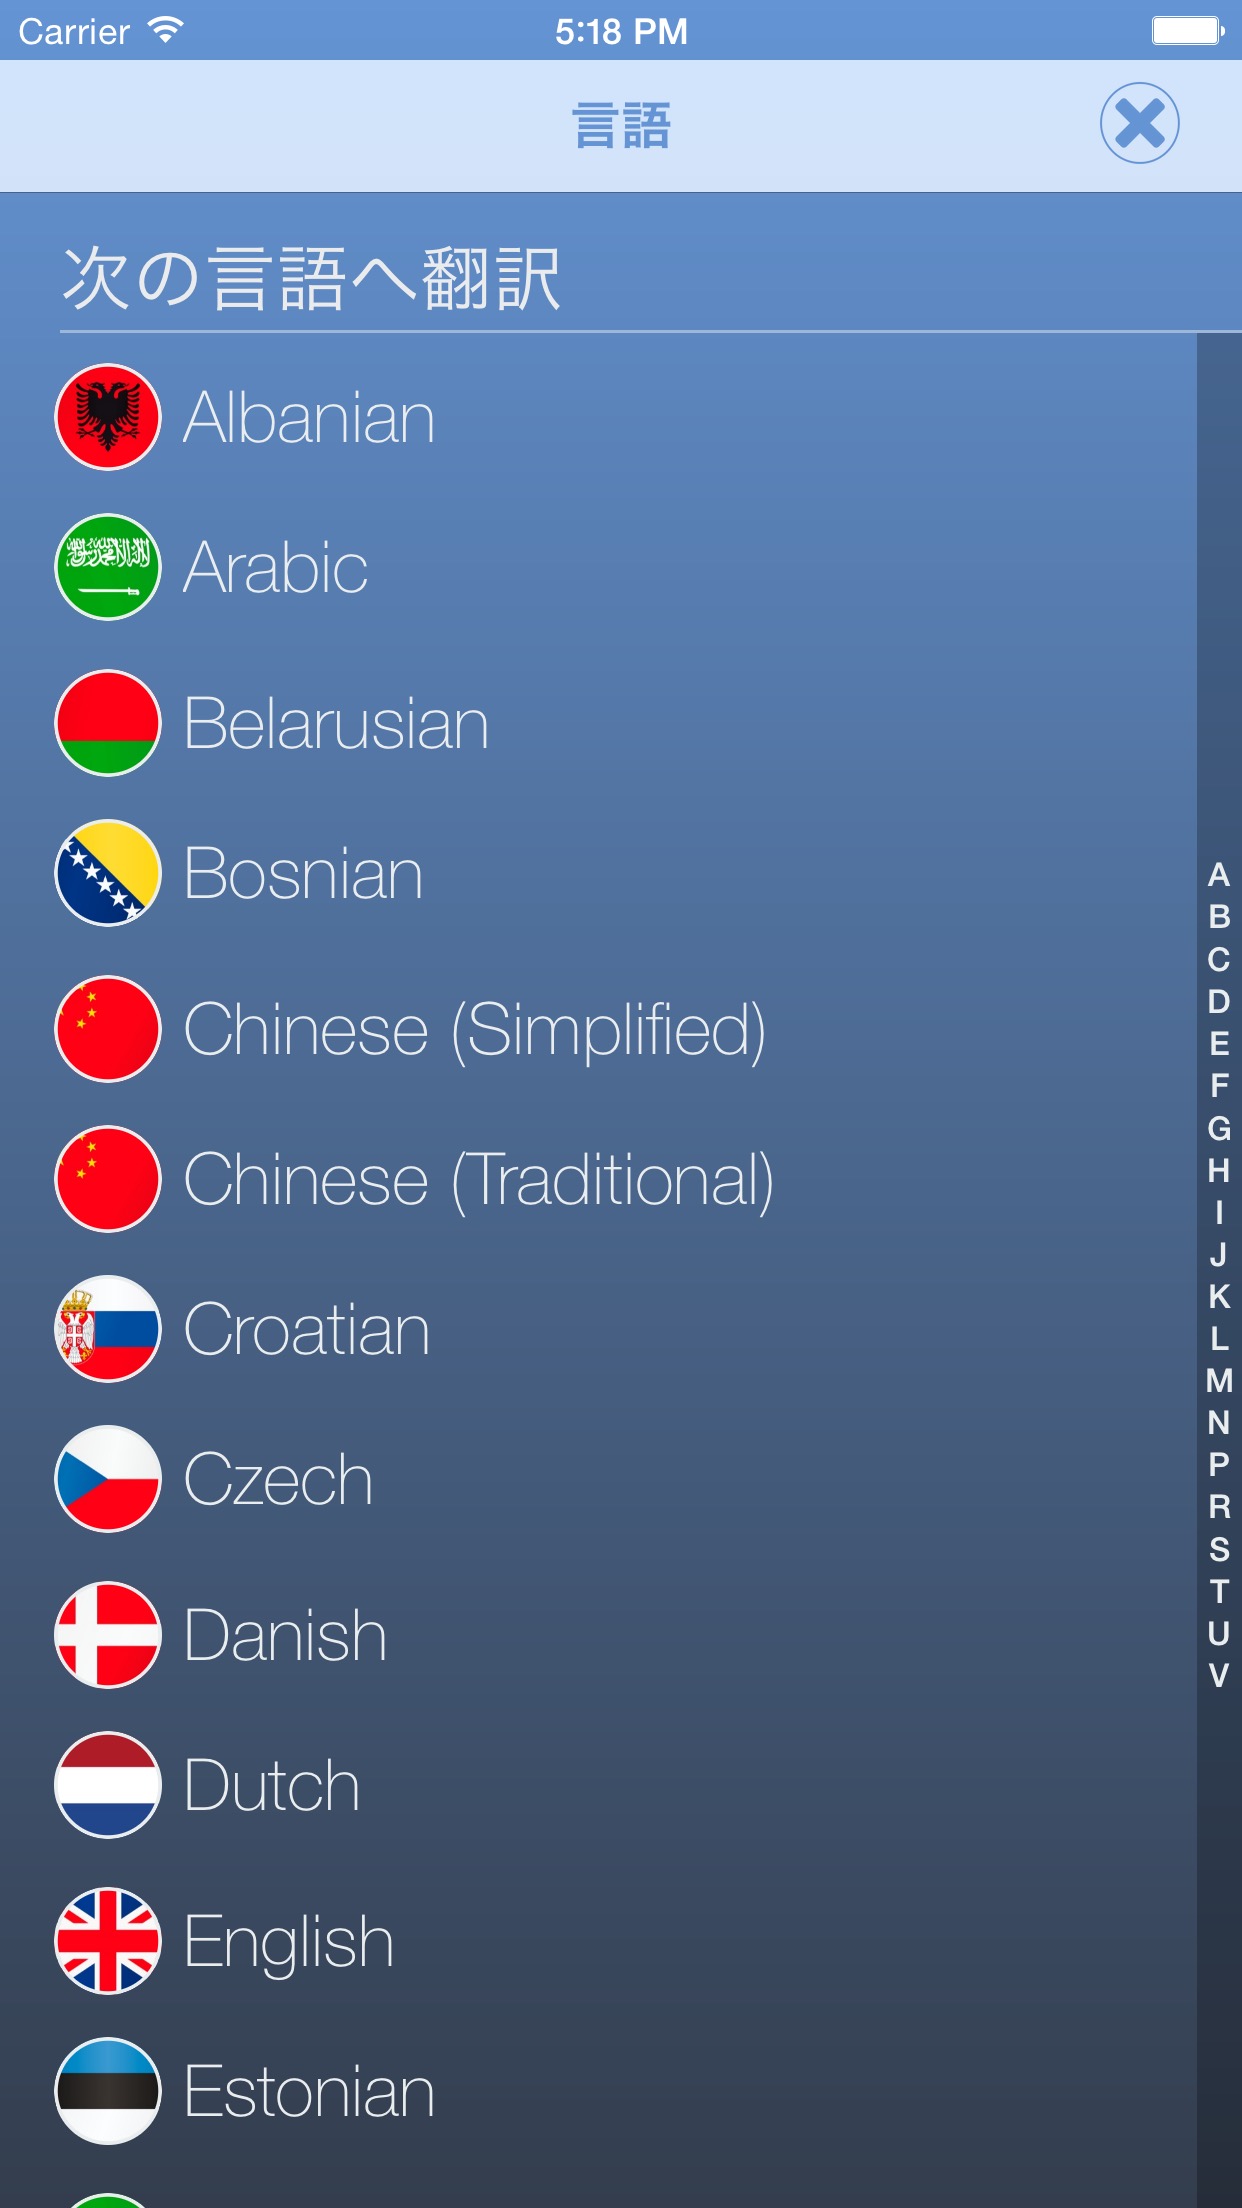 Carrier 5:18 PM
言語
次の言語へ翻訳
Albanian
Arabic
Belarusian
Bosnian
Chinese (Simplified)
Chinese (Traditional)
Croatian
Czech
Danish
Dutch
English
Estonian
A
B
C
D
E
F
G
H
I
J
K
L
M
N
P
R
S
T
U
V